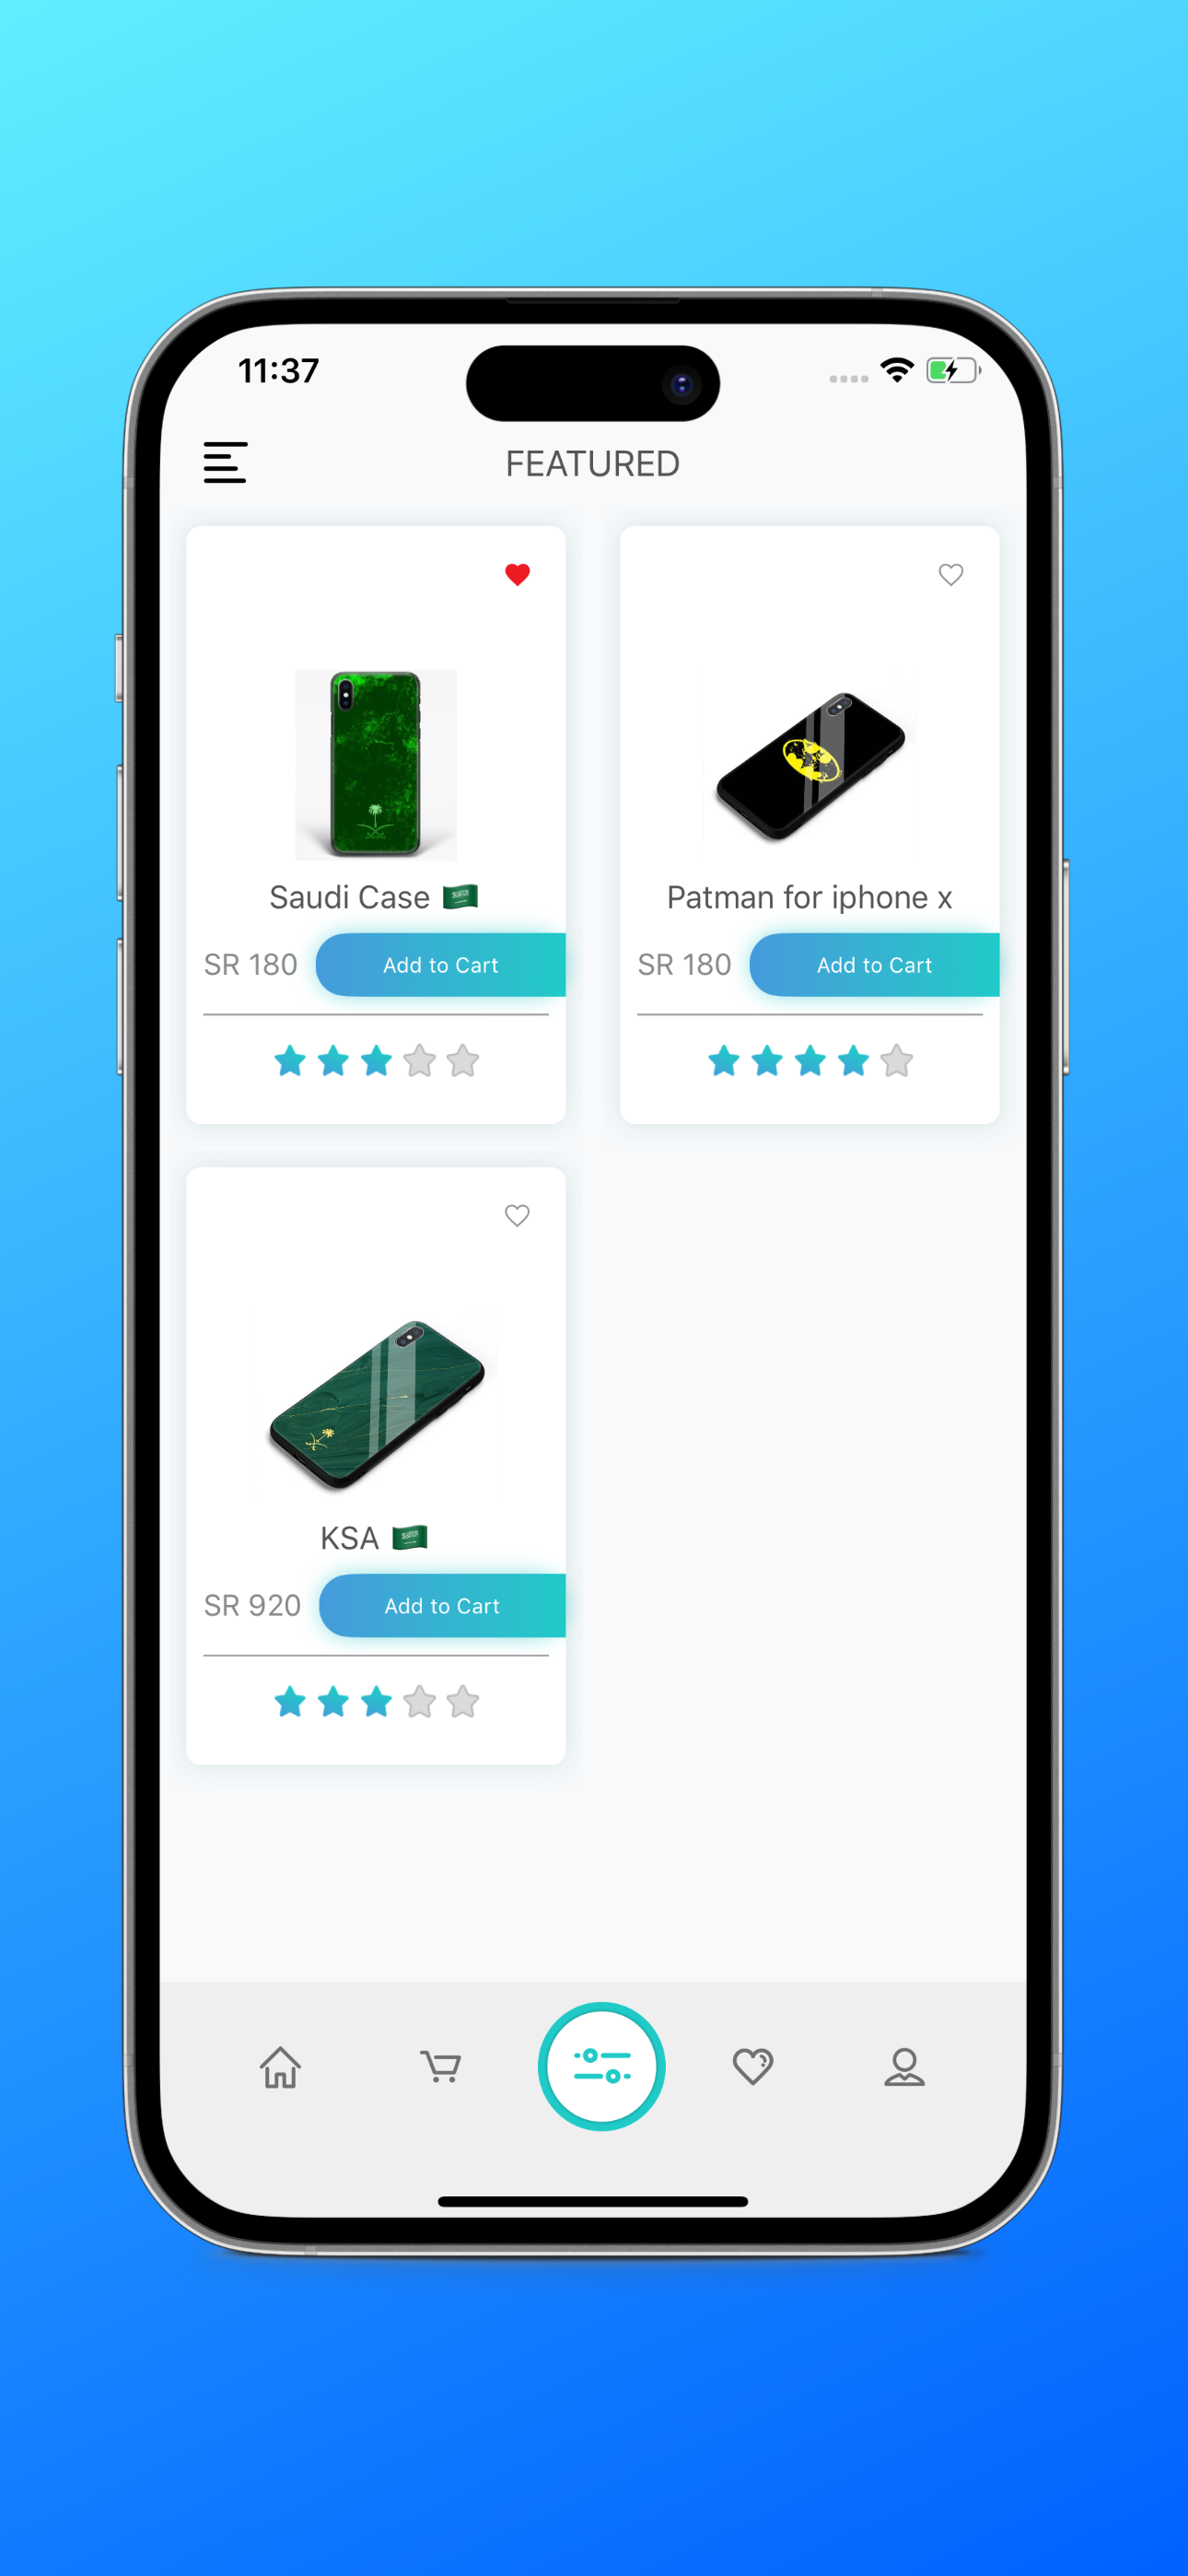 11:37
FEATURED
Saudi Case 🇸🇦
SR 180
Add to Cart
Patman for iphone x
SR 180
Add to Cart
KSA 🇸🇦
SR 920
Add to Cart